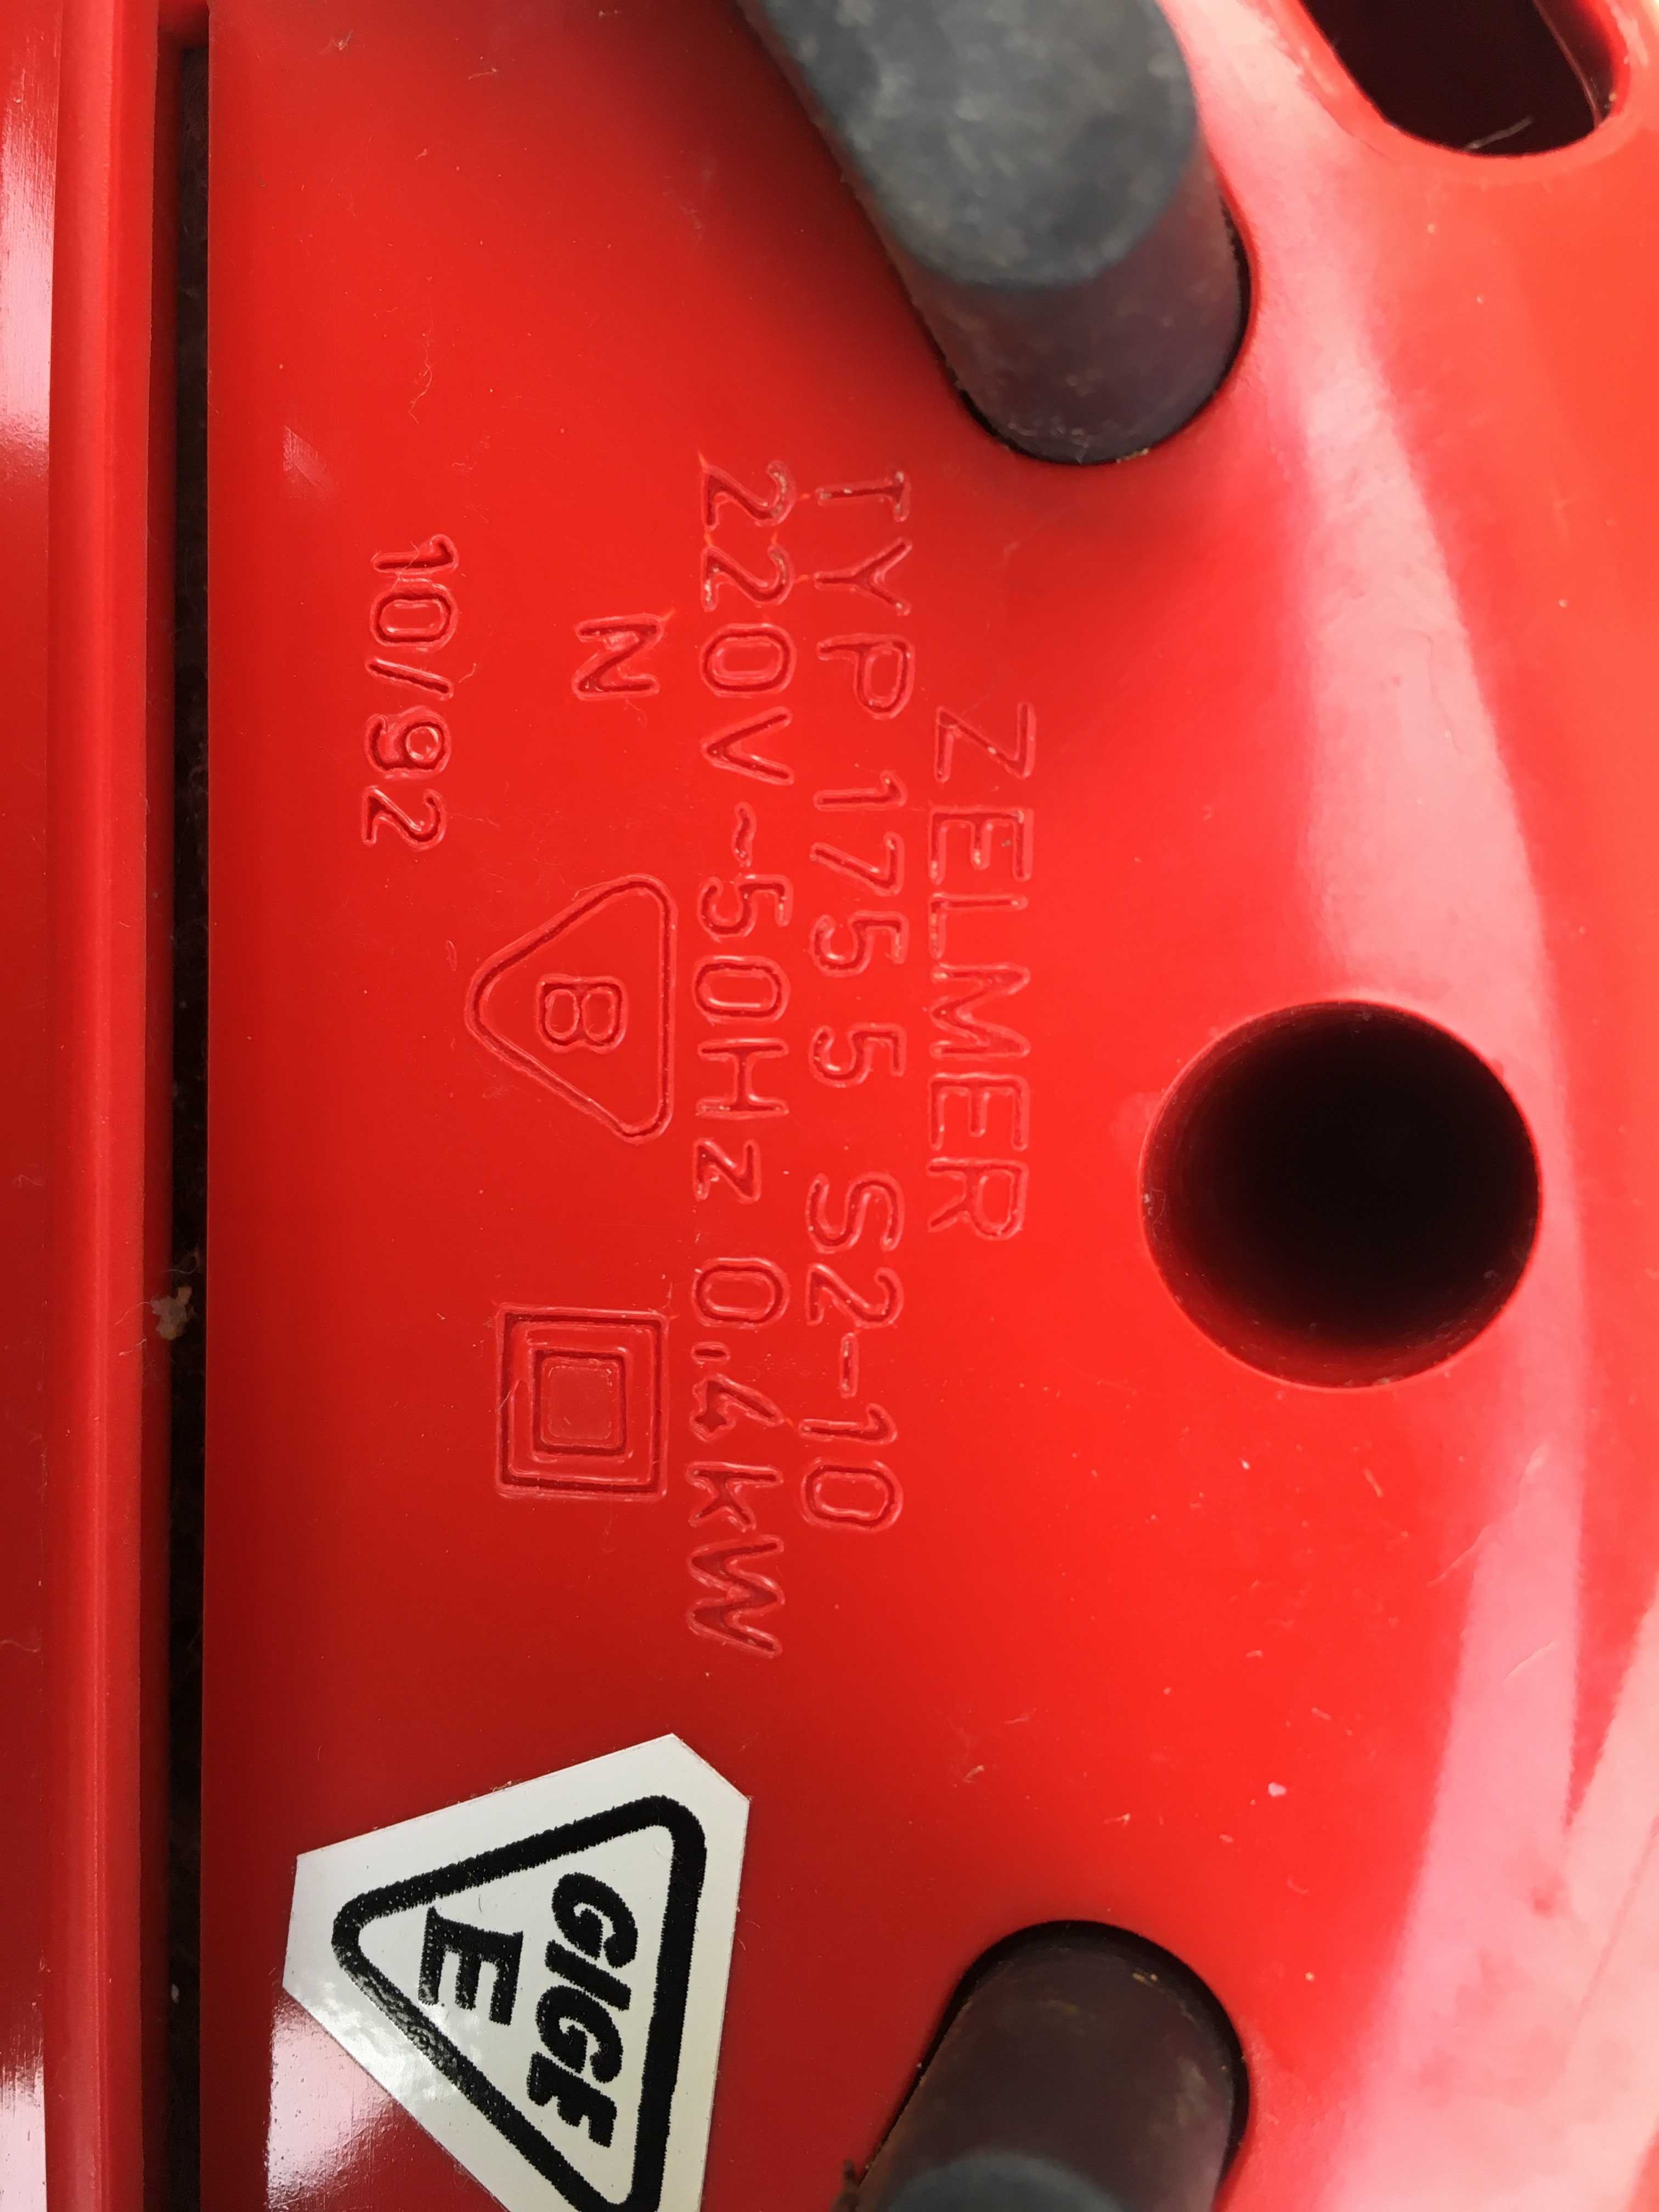 ZELMER
TYP 175 5 S2-10
220V~50Hz 0,4kW
N
B
10/92
GIGE
E